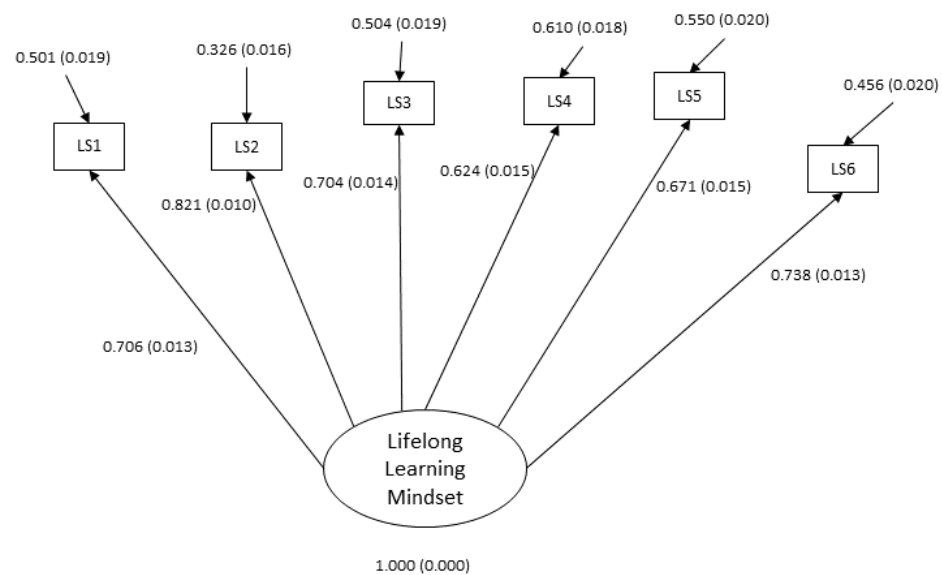 0.501 (0.019)
0.326 (0.016)
0.504 (0.019)
0.610 (0.018)
0.550 (0.020)
0.456 (0.020)
LS1
LS2
LS3
LS4
LS5
LS6
0.706 (0.013)
0.821 (0.010)
0.704 (0.014)
0.624 (0.015)
0.671 (0.015)
0.738 (0.013)
Lifelong
Learning
Mindset
1.000 (0.000)